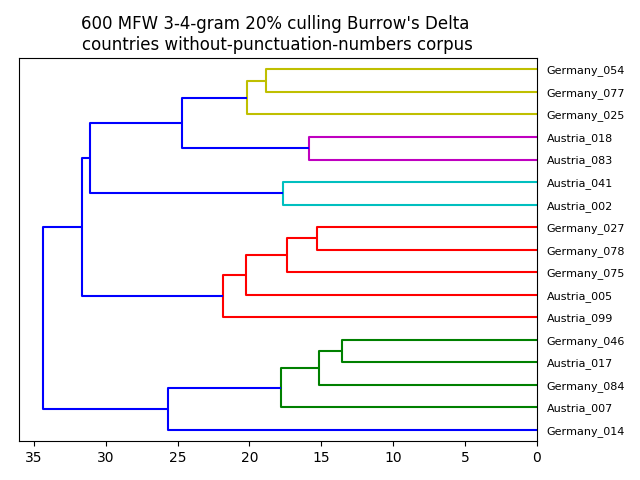 600 MFW 3-4-gram 20% culling Burrow's Delta
countries without-punctuation-numbers corpus
Germany_054
Germany_077
Germany_025
Austria_018
Austria_083
Austria_041
Austria_002
Germany_027
Germany_078
Germany_075
Austria_005
Austria_099
Germany_046
Austria_017
Germany_084
Austria_007
Germany_014
35 30 25 20 15 10 5 0